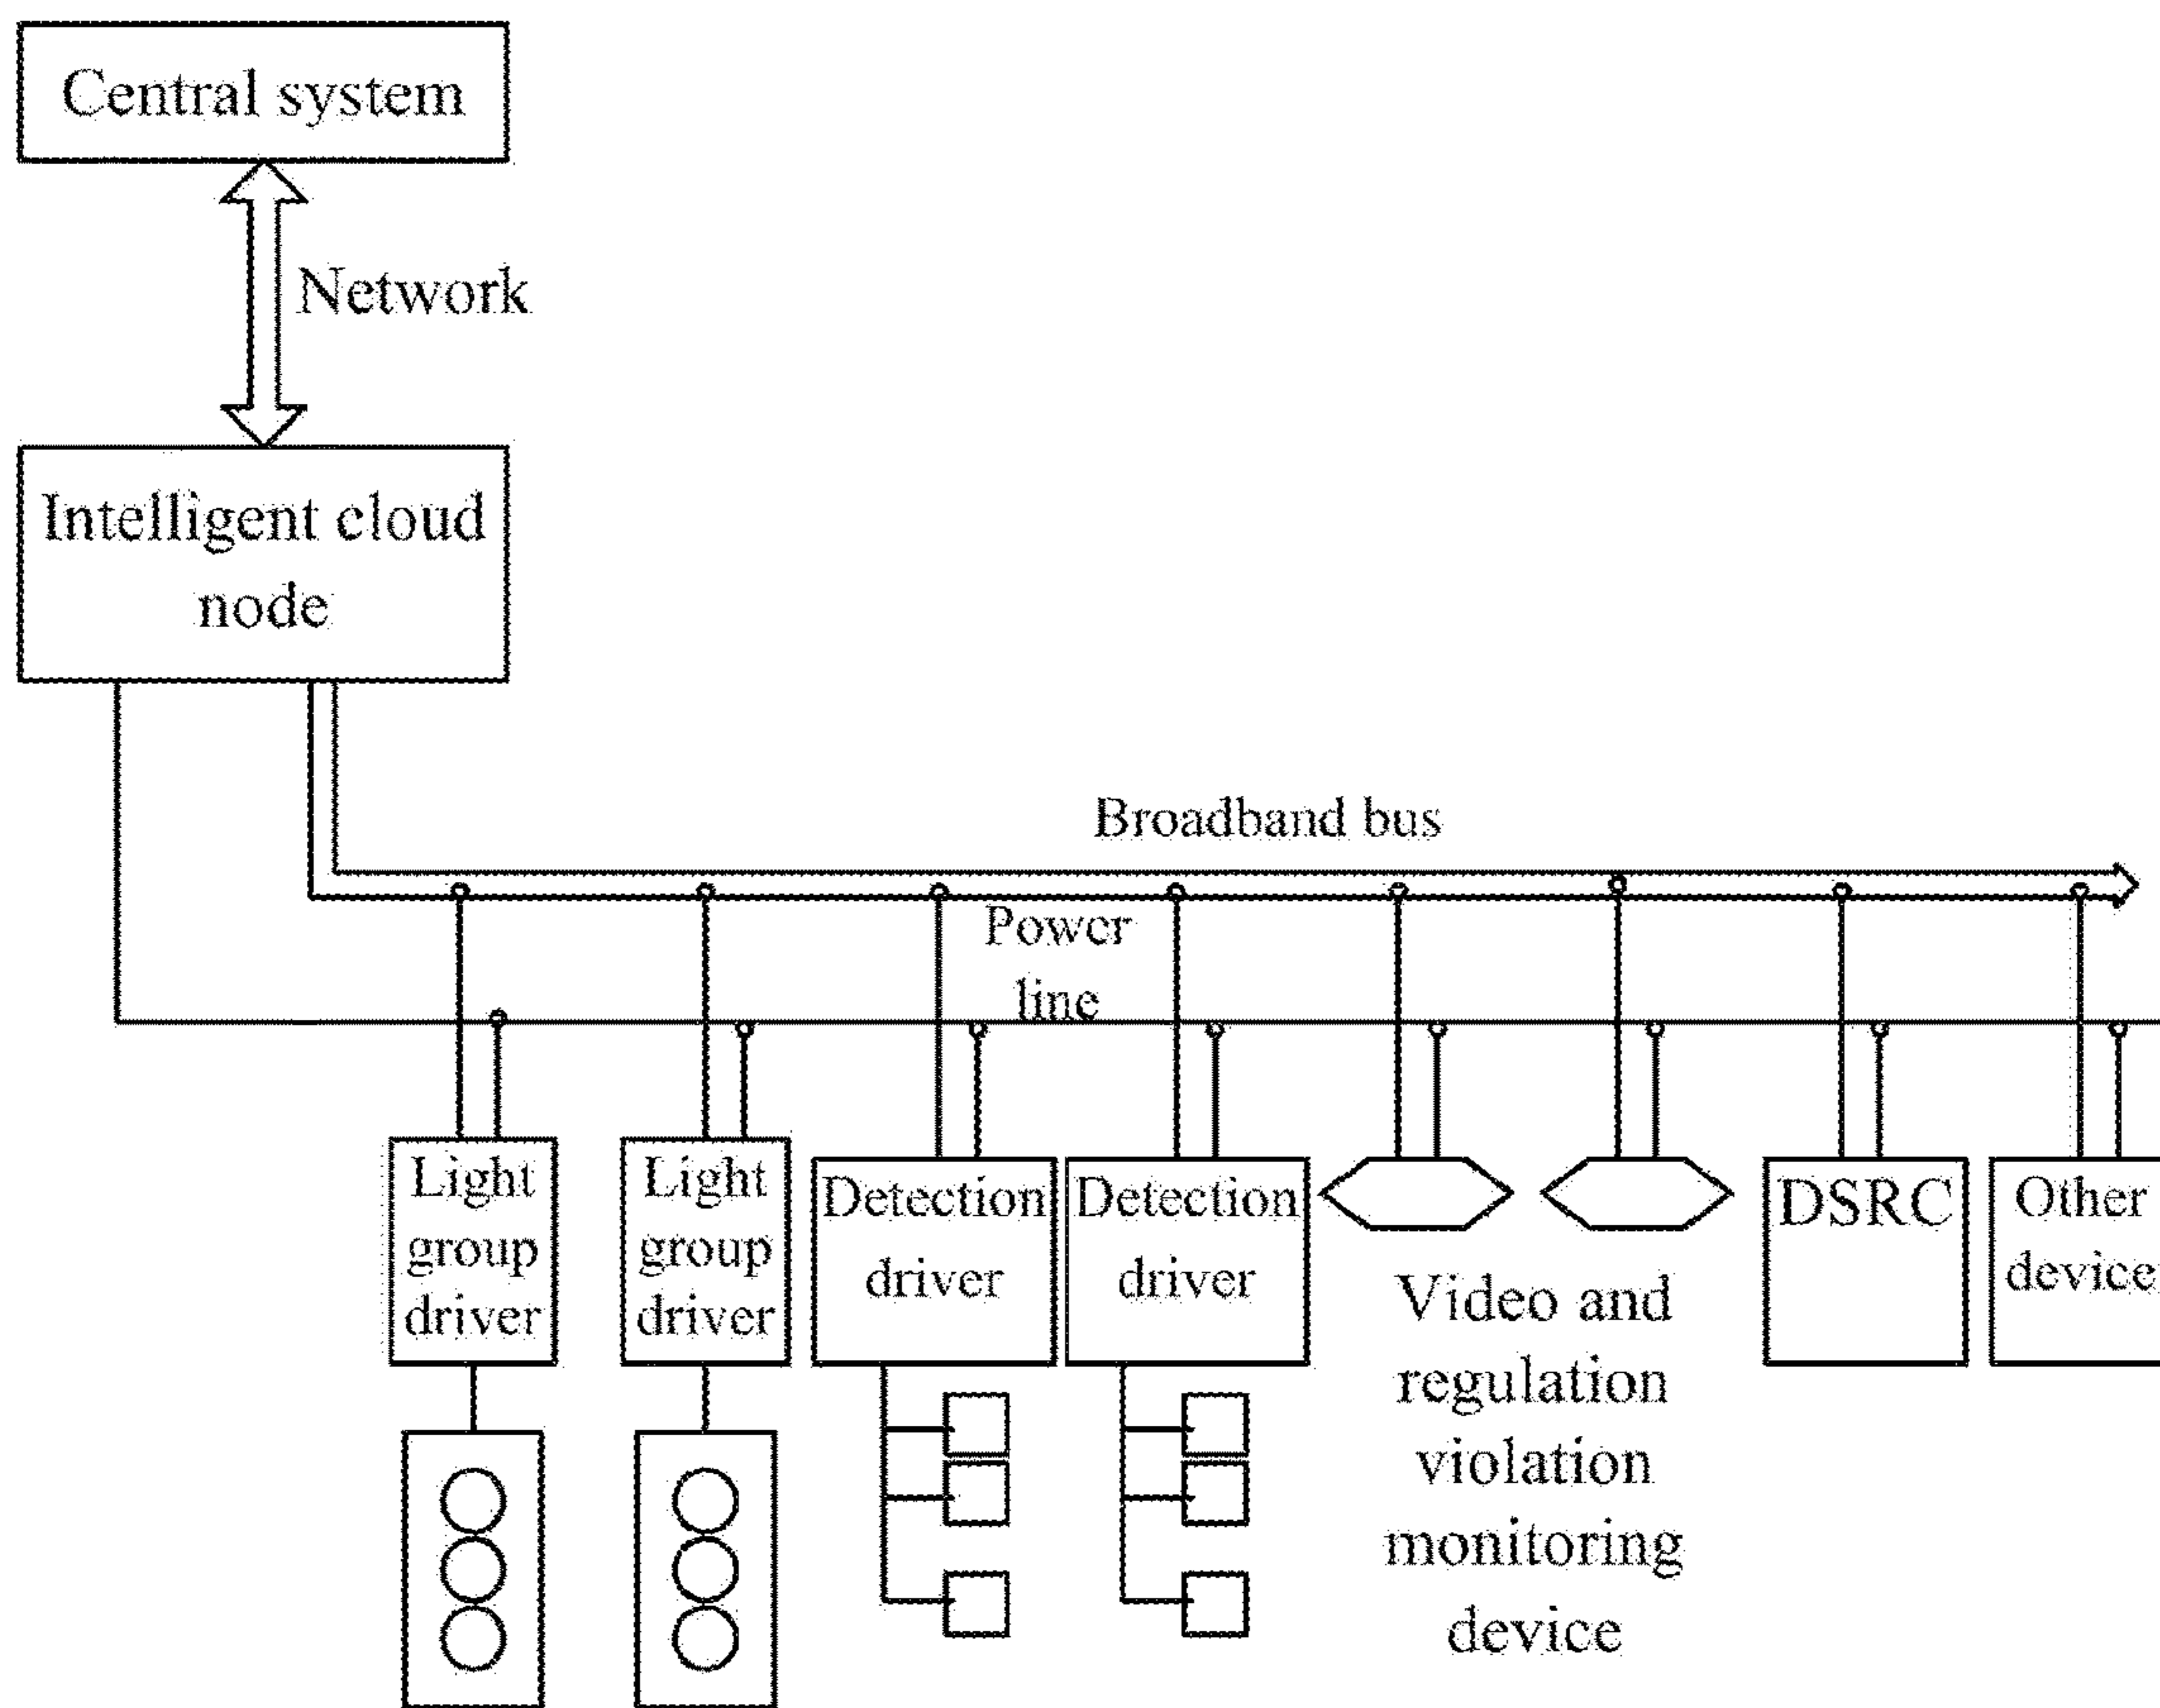 Central system
Network
Intelligent cloud
node
Broadband bus
Power
line
Light
group
driver
Light
group
driver
Detection
driver
Detection
driver
Video and
regulation
violation
monitoring
device
DSRC
Other
device